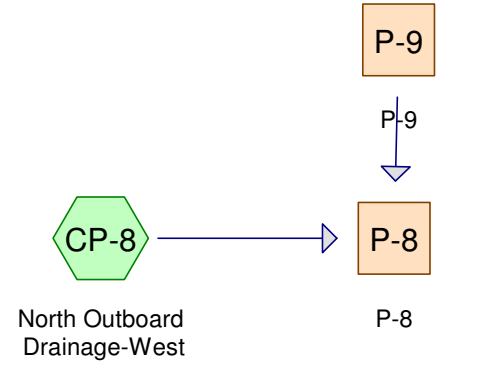 P-9
P-9
CP-8
P-8
North Outboard
Drainage-West
P-8